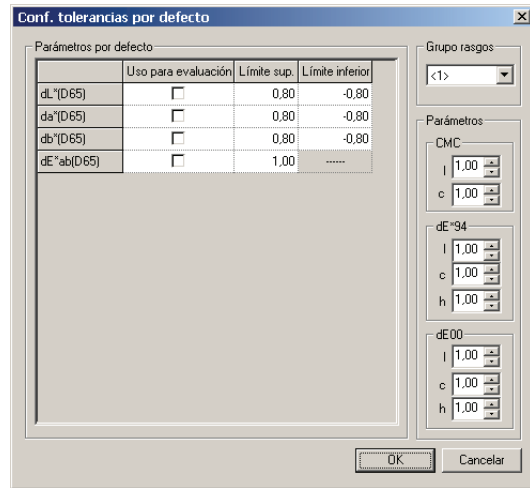 Conf. tolerancias por defecto
Parámetros por defecto
Uso para evaluación Límite sup. Límite inferior
dL*(D65) 0,80 -0,80
da*(D65) 0,80 -0,80
db*(D65) 0,80 -0,80
dE*ab(D65) 1,00 ------
Grupo rasgos
<1>
Parámetros
CMC
l 1,00
c 1,00
dE*94
l 1,00
c 1,00
h 1,00
dE00
l 1,00
c 1,00
h 1,00
OK Cancelar